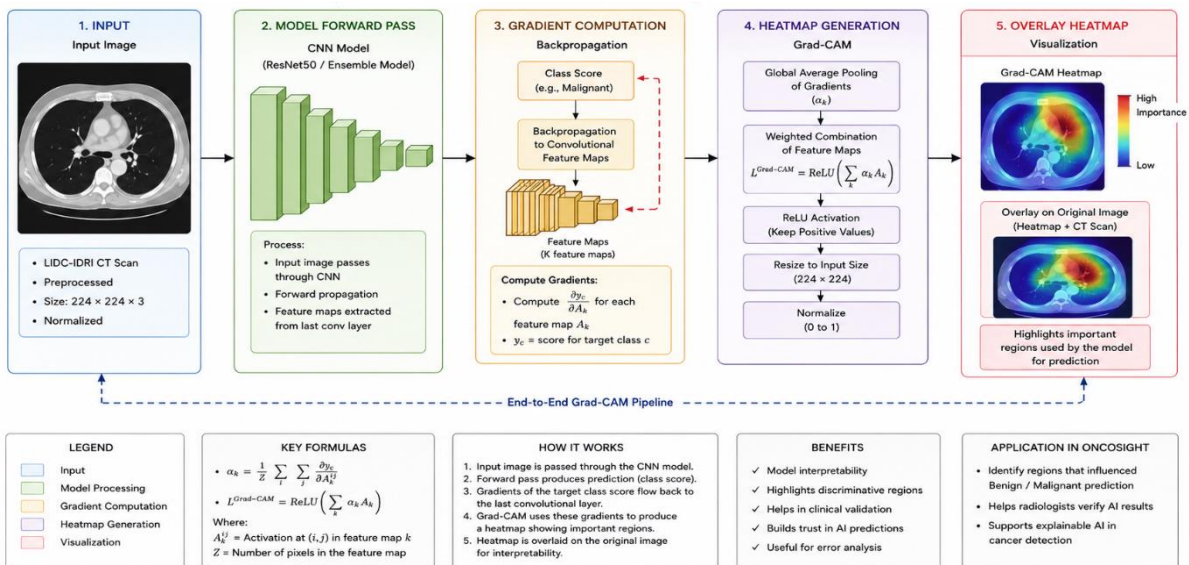 1. INPUT
Input Image
LIDC-IDRI CT Scan
Preprocessed
Size: 224 × 224 × 3
Normalized
2. MODEL FORWARD PASS
CNN Model
(ResNet50 / Ensemble Model)
Process:
• Input image passes
through CNN
• Forward propagation
• Feature maps extracted
from last conv layer
3. GRADIENT COMPUTATION
Backpropagation
Class Score
(e.g., Malignant)
Backpropagation
to Convolutional
Feature Maps
Feature Maps
(K feature maps)
Compute Gradients:
• Compute ∂y_c/∂A_k for each
feature map A_k
• y_c = score for target class c
4. HEATMAP GENERATION
Grad-CAM
Global Average Pooling
of Gradients
(α_k)
Weighted Combination
of Feature Maps
L^Grad-CAM = ReLU(∑_k α_k A_k)
ReLU Activation
(Keep Positive Values)
Resize to Input Size
(224 × 224)
Normalize
(0 to 1)
5. OVERLAY HEATMAP
Visualization
Grad-CAM Heatmap
High
Importance
Low
Overlay on Original Image
(Heatmap + CT Scan)
Highlights important
regions used by the model
for prediction
End-to-End Grad-CAM Pipeline
LEGEND
Input
Model Processing
Gradient Computation
Heatmap Generation
Visualization
KEY FORMULAS
• α_k = 1/Z ∑_i ∑_j ∂y_c/∂A_k^ij
• L^Grad-CAM = ReLU(∑_k α_k A_k)
Where:
A_k^ij = Activation at (i, j) in feature map k
Z = Number of pixels in the feature map
HOW IT WORKS
1. Input image is passed through the CNN model.
2. Forward pass produces prediction (class score).
3. Gradients of the target class score flow back to
the last convolutional layer.
4. Grad-CAM uses these gradients to produce
a heatmap showing important regions.
5. Heatmap is overlaid on the original image
for interpretability.
BENEFITS
✓ Model interpretability
✓ Highlights discriminative regions
✓ Helps in clinical validation
✓ Builds trust in AI predictions
✓ Useful for error analysis
APPLICATION IN ONCOSIGHT
• Identify regions that influenced
Benign / Malignant prediction
• Helps radiologists verify AI results
• Supports explainable AI in
cancer detection